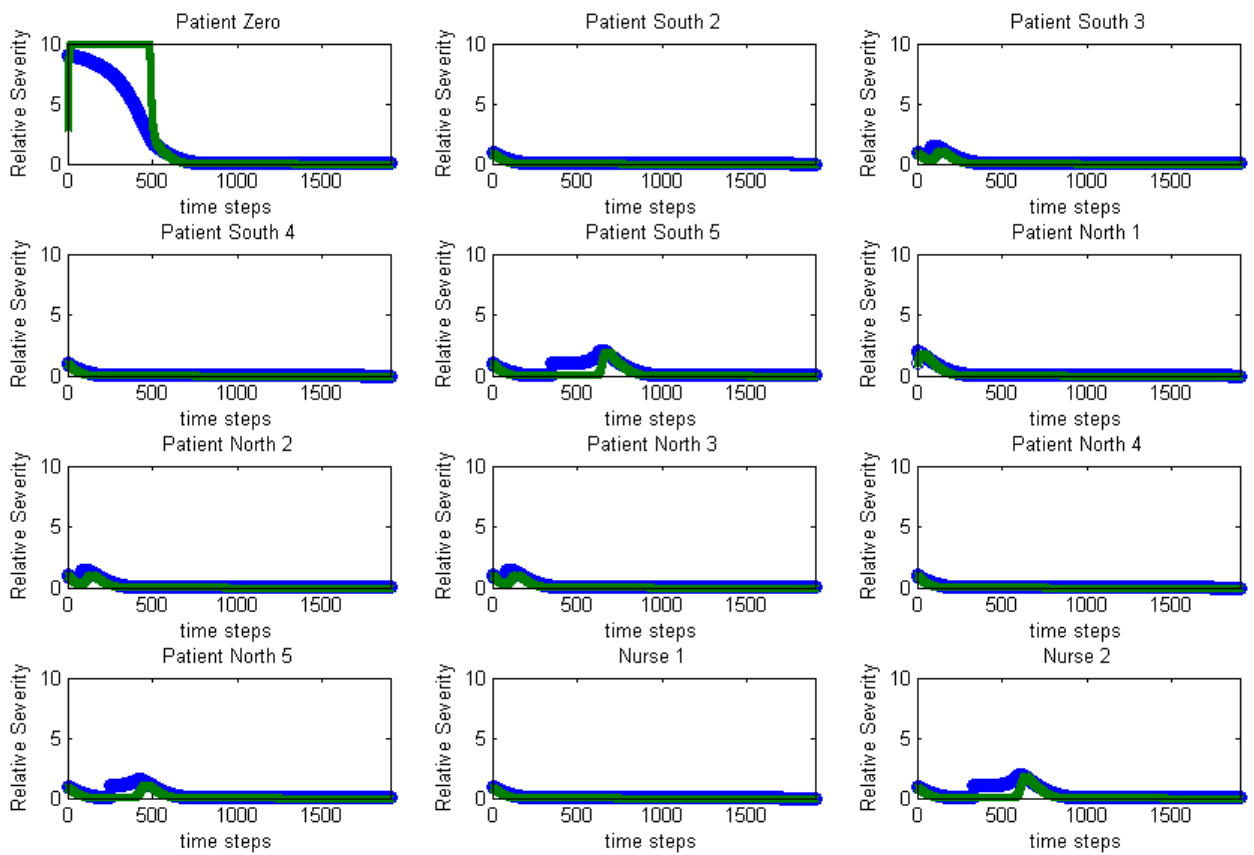 Patient Zero
Patient South 2
Patient South 3
Relative Severity
10
5
0
0 500 1000 1500
time steps
Relative Severity
10
5
0
0 500 1000 1500
time steps
Relative Severity
10
5
0
0 500 1000 1500
time steps
Patient South 4
Patient South 5
Patient North 1
Relative Severity
10
5
0
0 500 1000 1500
time steps
Relative Severity
10
5
0
0 500 1000 1500
time steps
Relative Severity
10
5
0
0 500 1000 1500
time steps
Patient North 2
Patient North 3
Patient North 4
Relative Severity
10
5
0
0 500 1000 1500
time steps
Relative Severity
10
5
0
0 500 1000 1500
time steps
Relative Severity
10
5
0
0 500 1000 1500
time steps
Patient North 5
Nurse 1
Nurse 2
Relative Severity
10
5
0
0 500 1000 1500
time steps
Relative Severity
10
5
0
0 500 1000 1500
time steps
Relative Severity
10
5
0
0 500 1000 1500
time steps